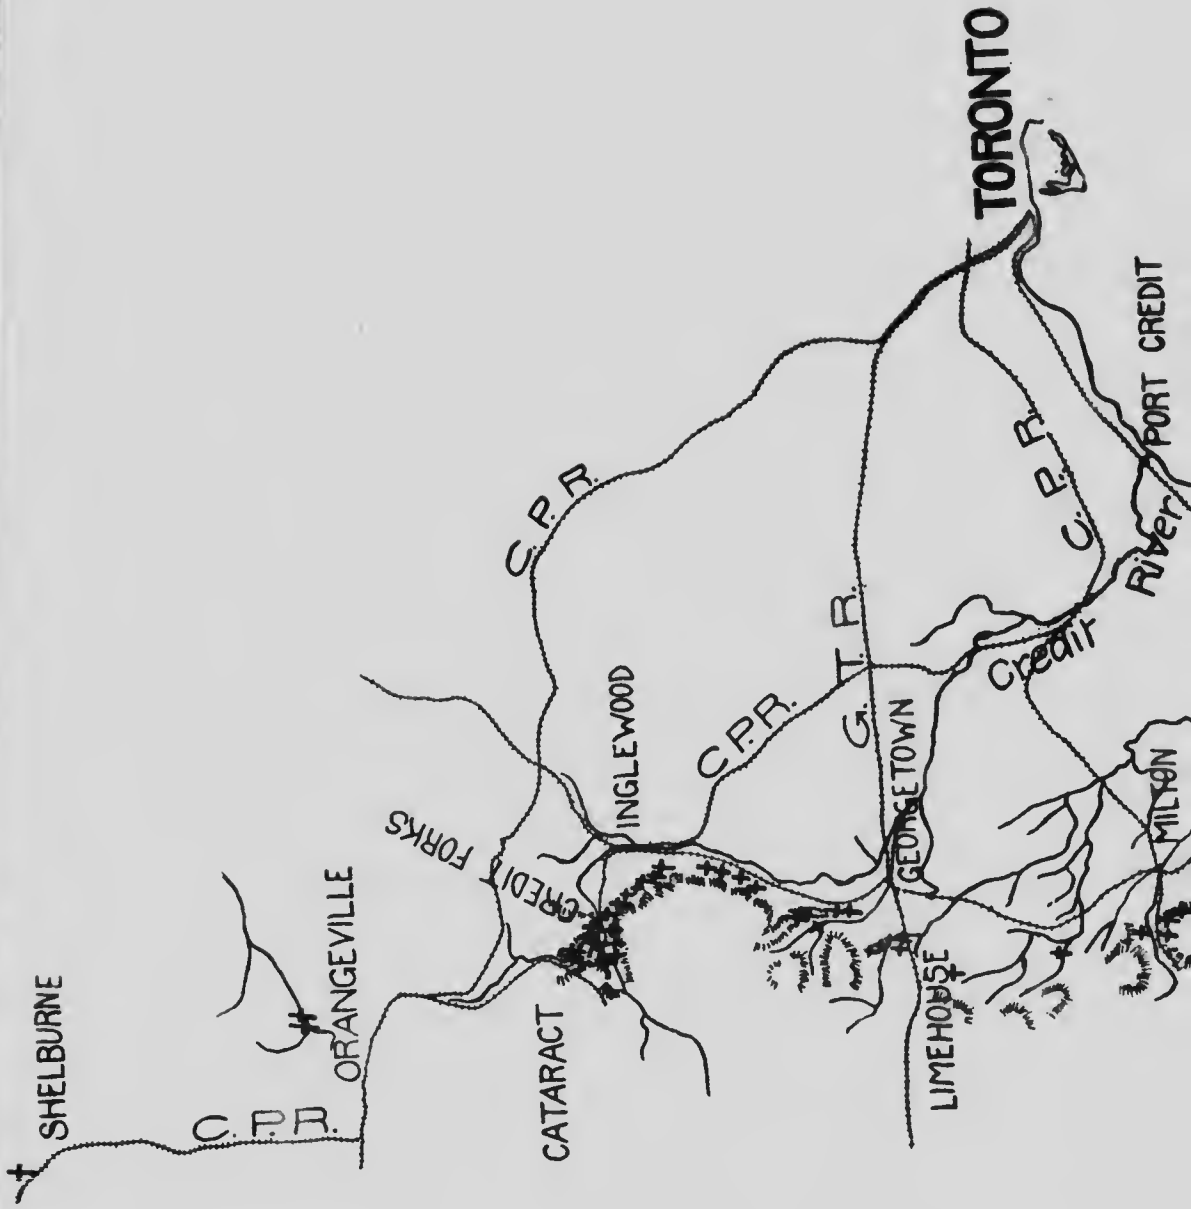 SHELBURNE
C. P. R.
ORANGEVILLE
CREDIT FORKS
CATARACT
INGLEWOOD
C. P. R.
C.P.R.
G. T. R.
TORONTO
C. P. R.
PORT CREDIT
Credit
River
GEORGETOWN
LIMEHOUSE
MILTON